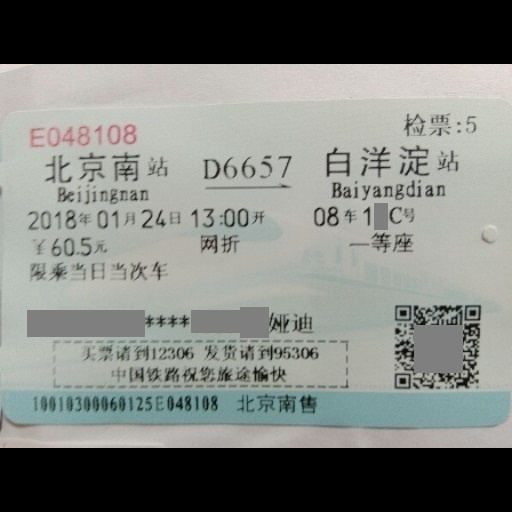 E048108 检票:5
北京南站 D6657 白洋淀站
Beijingnan Baiyangdian
2018年01月24日13:00开 08车1 C号
￥60.5元 网折 一等座
限乘当日当次车
**** 娅迪
买票请到12306 发货请到95306
中国铁路祝您旅途愉快
10010300060125E048108 北京南售